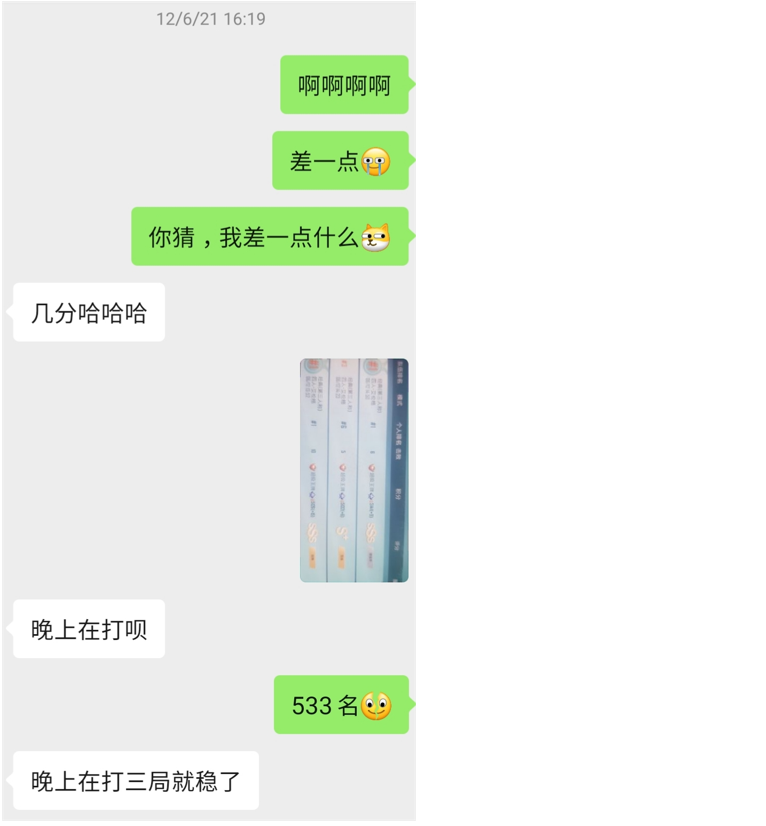 12/6/21 16:19
啊啊啊啊
差一点
你猜，我差一点什么
几分哈哈哈
晚上在打呗
533 名
晚上在打三局就稳了